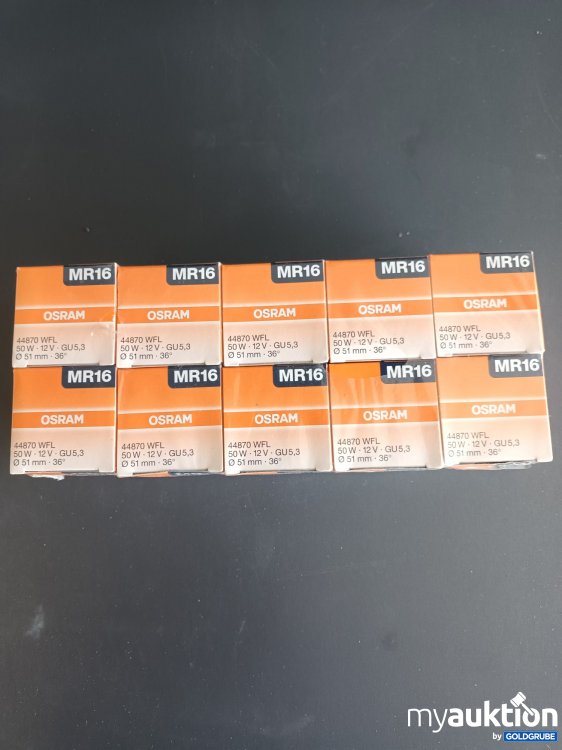 MR16
OSRAM
44870 WFL
50 W · 12 V · GU5,3
Ø 51 mm · 36°
MR16
OSRAM
44870 WFL
50 W · 12 V · GU5,3
Ø 51 mm · 36°
MR16
OSRAM
44870 WFL
50 W · 12 V · GU5,3
Ø 51 mm · 36°
MR16
OSRAM
44870 WFL
50 W · 12 V · GU5,3
Ø 51 mm · 36°
MR16
OSRAM
44870 WFL
50 W · 12 V · GU5,3
Ø 51 mm · 36°
MR16
OSRAM
44870 WFL
50 W · 12 V · GU5,3
Ø 51 mm · 36°
MR16
OSRAM
44870 WFL
50 W · 12 V · GU5,3
Ø 51 mm · 36°
MR16
OSRAM
44870 WFL
50 W · 12 V · GU5,3
Ø 51 mm · 36°
MR16
OSRAM
44870 WFL
50 W · 12 V · GU5,3
Ø 51 mm · 36°
MR16
OSRAM
44870 WFL
50 W · 12 V · GU5,3
Ø 51 mm · 36°
myauktion
by GOLDGRUBE